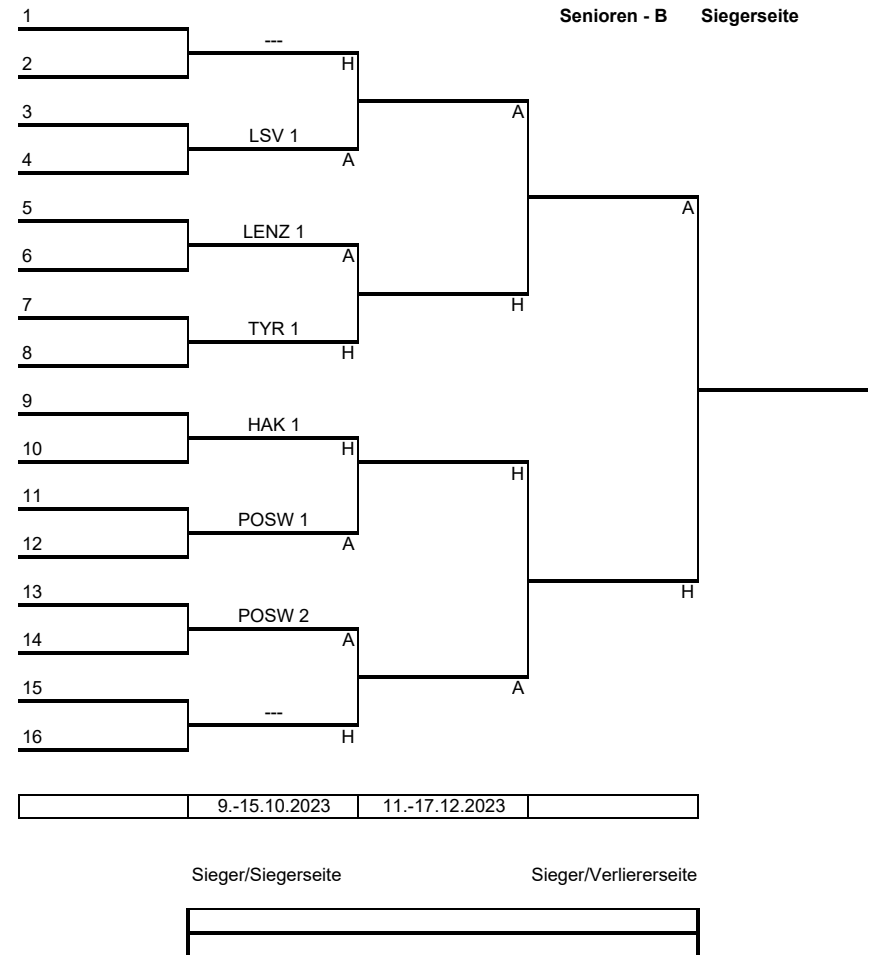 1 Senioren - B Siegerseite
---
2 H
3 A
LSV 1
4 A
5 A
LENZ 1
6 A
7 H
TYR 1
8 H
9
HAK 1
10 H
H
11
POSW 1
12 A
13 H
POSW 2
14 A
15 A
---
16 H
9.-15.10.2023 11.-17.12.2023
Sieger/Siegerseite Sieger/Verliererseite